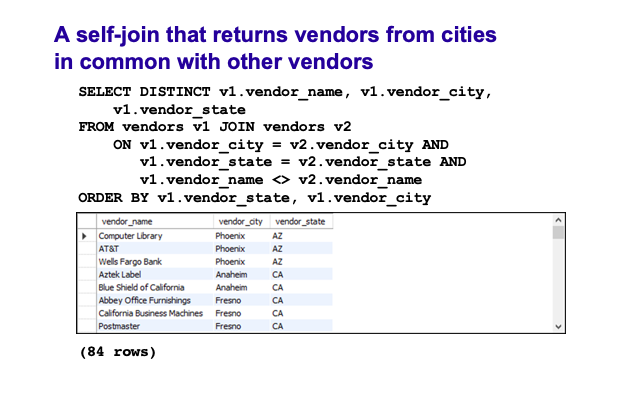 A self-join that returns vendors from cities
in common with other vendors
SELECT DISTINCT v1.vendor_name, v1.vendor_city,
v1.vendor_state
FROM vendors v1 JOIN vendors v2
ON v1.vendor_city = v2.vendor_city AND
v1.vendor_state = v2.vendor_state AND
v1.vendor_name <> v2.vendor_name
ORDER BY v1.vendor_state, v1.vendor_city
vendor_name vendor_city vendor_state
Computer Library Phoenix AZ
AT&T Phoenix AZ
Wells Fargo Bank Phoenix AZ
Aztek Label Anaheim CA
Blue Shield of California Anaheim CA
Abbey Office Furnishings Fresno CA
California Business Machines Fresno CA
Postmaster Fresno CA
(84 rows)